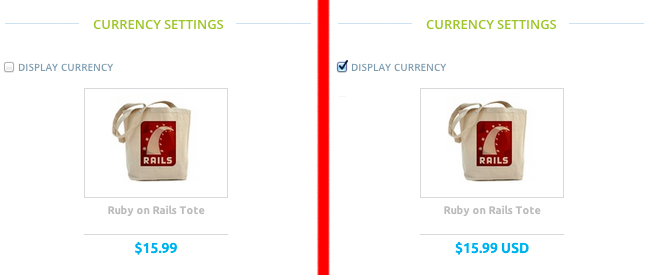 CURRENCY SETTINGS
DISPLAY CURRENCY
RAILS
Ruby on Rails Tote
$15.99
CURRENCY SETTINGS
DISPLAY CURRENCY
RAILS
Ruby on Rails Tote
$15.99 USD